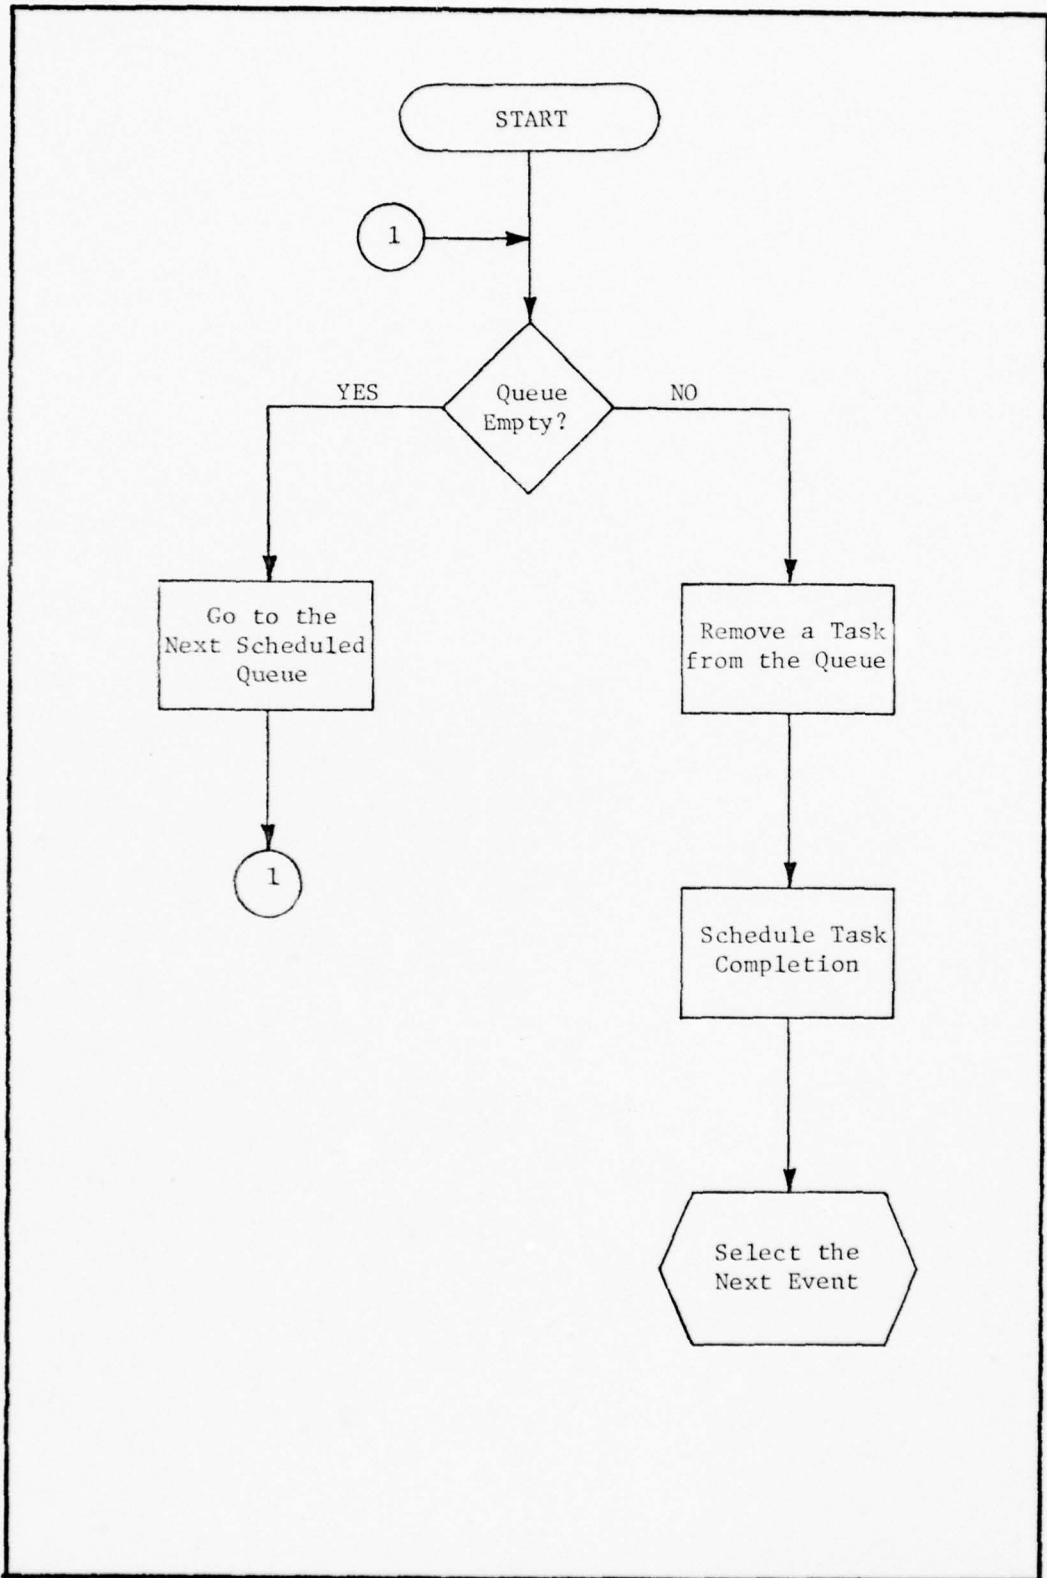 START
1
YES
Queue
Empty?
NO
Go to the
Next Scheduled
Queue
Remove a Task
from the Queue
1
Schedule Task
Completion
Select the
Next Event